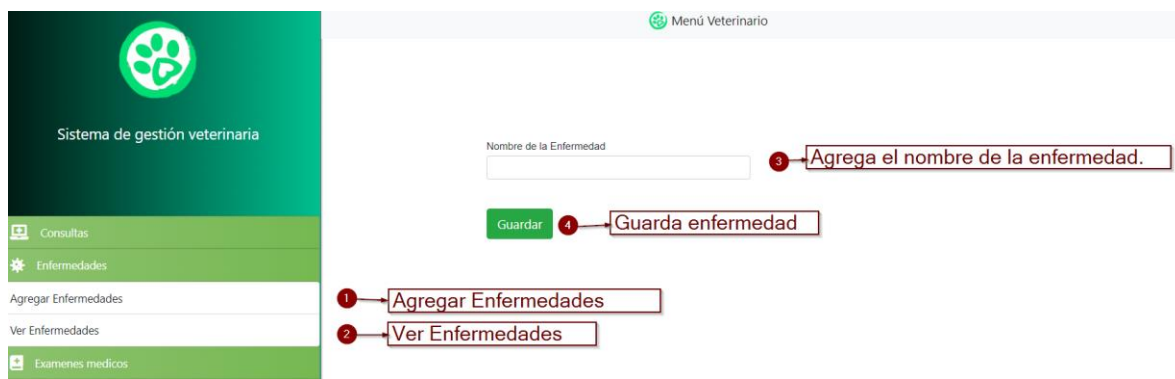 Menú Veterinario
Sistema de gestión veterinaria
Nombre de la Enfermedad
3 Agrega el nombre de la enfermedad.
Guardar 4 Guarda enfermedad
Consultas
Enfermedades
Agregar Enfermedades
1 Agregar Enfermedades
Ver Enfermedades
2 Ver Enfermedades
Examenes medicos